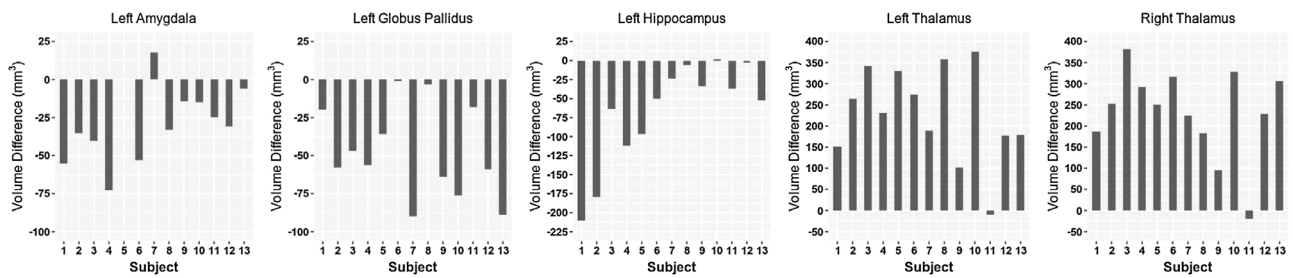 Left Amygdala
Volume Difference (mm³)
25
0
-25
-50
-75
-100
1 2 3 4 5 6 7 8 9 10 11 12 13
Subject
Left Globus Pallidus
Volume Difference (mm³)
25
0
-25
-50
-75
-100
1 2 3 4 5 6 7 8 9 10 11 12 13
Subject
Left Hippocampus
Volume Difference (mm³)
25
0
-25
-50
-75
-100
-125
-150
-175
-200
-225
1 2 3 4 5 6 7 8 9 10 11 12 13
Subject
Left Thalamus
Volume Difference (mm³)
400
350
300
250
200
150
100
50
0
-50
1 2 3 4 5 6 7 8 9 10 11 12 13
Subject
Right Thalamus
Volume Difference (mm³)
400
350
300
250
200
150
100
50
0
-50
1 2 3 4 5 6 7 8 9 10 11 12 13
Subject